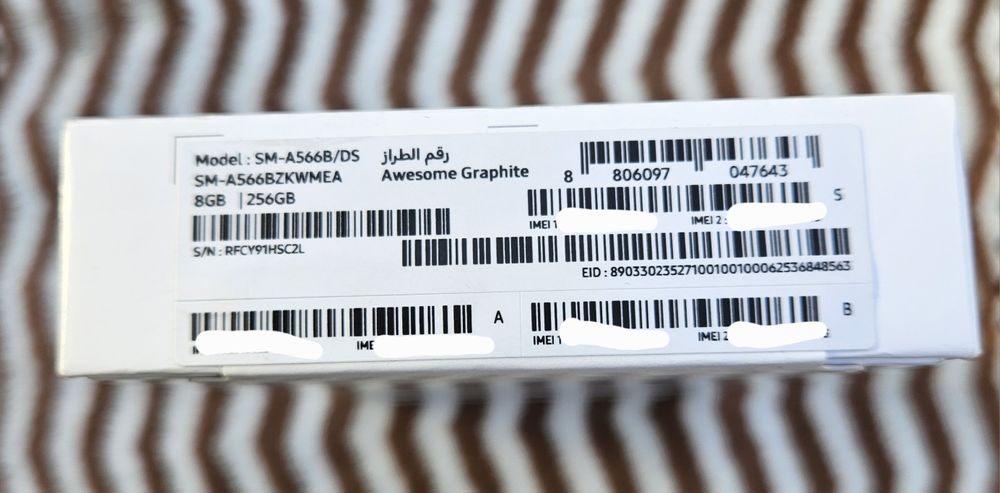 Model : SM-A566B/DS رقم الطراز
SM-A566BZKWMEA Awesome Graphite
8GB | 256GB
8 806097 047643
S/N : RFCY91HSC2L
IMEI 1 IMEI 2 : S
EID : 89033023527100100100062536848563
IME A
IMEI 1 IMEI 2 B